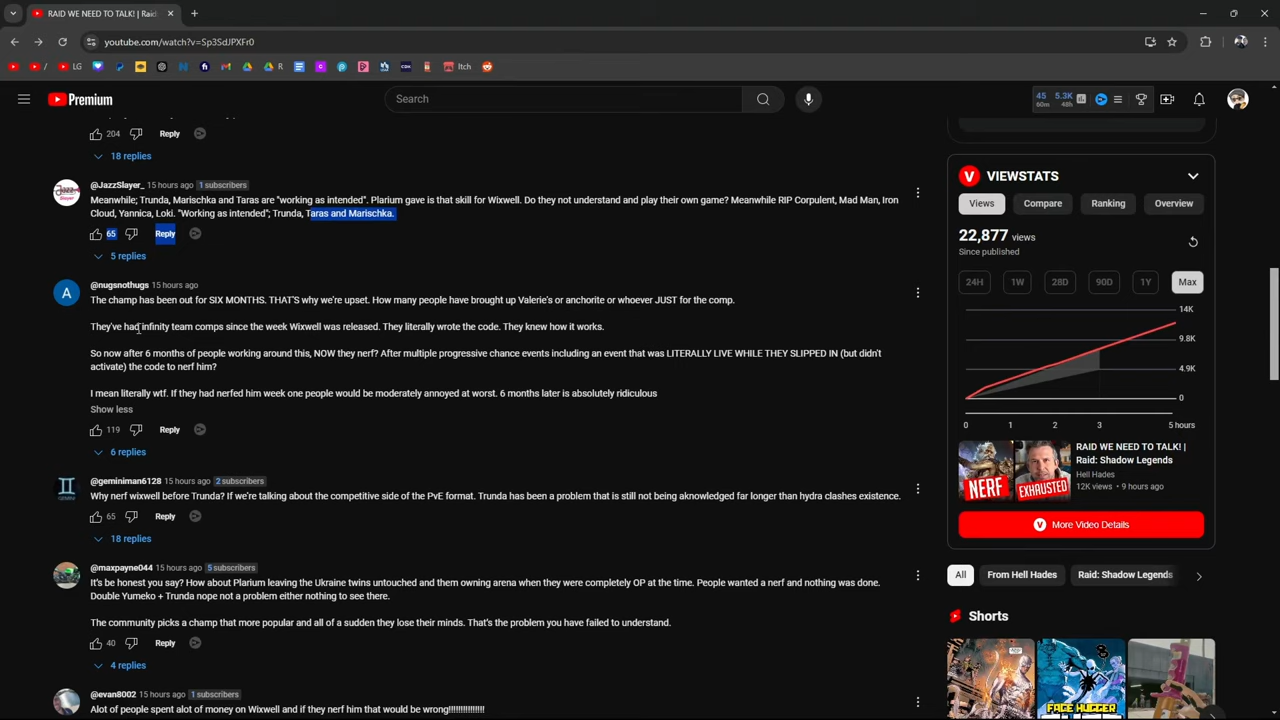 RAID WE NEED TO TALK! | Raid:
youtube.com/watch?v=Sp3SdJPXFr0
/
LG
R
Itch
Premium
Search
45
60m
5.3K
48h
204
Reply
18 replies
@JazzSlayer_ 15 hours ago 1 subscribers
Meanwhile; Trunda, Marischka and Taras are "working as intended". Plarium gave is that skill for Wixwell. Do they not understand and play their own game? Meanwhile RIP Corpulent, Mad Man, Iron
Cloud, Yannica, Loki. "Working as intended"; Trunda, Taras and Marischka.
65
Reply
5 replies
A
@nugsnothugs 15 hours ago
The champ has been out for SIX MONTHS. THAT'S why we're upset. How many people have brought up Valerie's or anchorite or whoever JUST for the comp.
They've had infinity team comps since the week Wixwell was released. They literally wrote the code. They knew how it works.
So now after 6 months of people working around this, NOW they nerf? After multiple progressive chance events including an event that was LITERALLY LIVE WHILE THEY SLIPPED IN (but didn't
activate) the code to nerf him?
I mean literally wtf. If they had nerfed him week one people would be moderately annoyed at worst. 6 months later is absolutely ridiculous
Show less
119
Reply
6 replies
@geminiman6128 15 hours ago 2 subscribers
Why nerf wixwell before Trunda? If we're talking about the competitive side of the PvE format. Trunda has been a problem that is still not being aknowledged far longer than hydra clashes existence.
65
Reply
18 replies
@maxpayne044 15 hours ago 5 subscribers
It's be honest you say? How about Plarium leaving the Ukraine twins untouched and them owning arena when they were completely OP at the time. People wanted a nerf and nothing was done.
Double Yumeko + Trunda nope not a problem either nothing to see there.
The community picks a champ that more popular and all of a sudden they lose their minds. That's the problem you have failed to understand.
40
Reply
4 replies
@evan8002 15 hours ago 1 subscribers
Alot of people spent alot of money on Wixwell and if they nerf him that would be wrong!!!!!!!!!!!!!!!
VIEWSTATS
Views
Compare
Ranking
Overview
22,877 views
Since published
24H
1W
28D
90D
1Y
Max
14K
9.8K
4.9K
0
0
1
2
3
5 hours
NERF
EXHAUSTED
RAID WE NEED TO TALK! |
Raid: Shadow Legends
Hell Hades
12K views • 9 hours ago
More Video Details
All
From Hell Hades
Raid: Shadow Legends
Shorts
FACE HUGGER